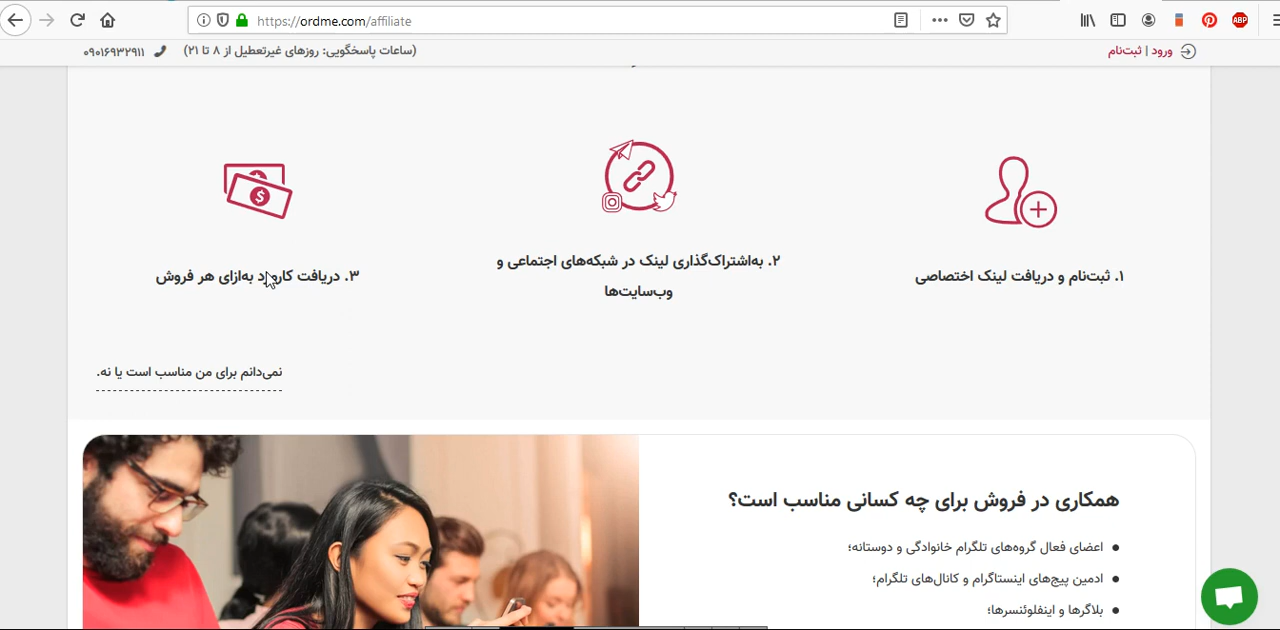 https://ordme.com/affiliate
ABP
ورود | ثبت‌نام
(ساعات پاسخگویی: روزهای غیرتعطیل از ۸ تا ۲۱)
۰۹۰۱۶۹۳۲۹۱۱
۱. ثبت‌نام و دریافت لینک اختصاصی
۲. به‌اشتراک‌گذاری لینک در شبکه‌های اجتماعی و
وب‌سایت‌ها
۳. دریافت کارمزد به‌ازای هر فروش
نمی‌دانم برای من مناسب است یا نه.
همکاری در فروش برای چه کسانی مناسب است؟
اعضای فعال گروه‌های تلگرام خانوادگی و دوستانه؛
ادمین پیج‌های اینستاگرام و کانال‌های تلگرام؛
بلاگرها و اینفلوئنسرها؛